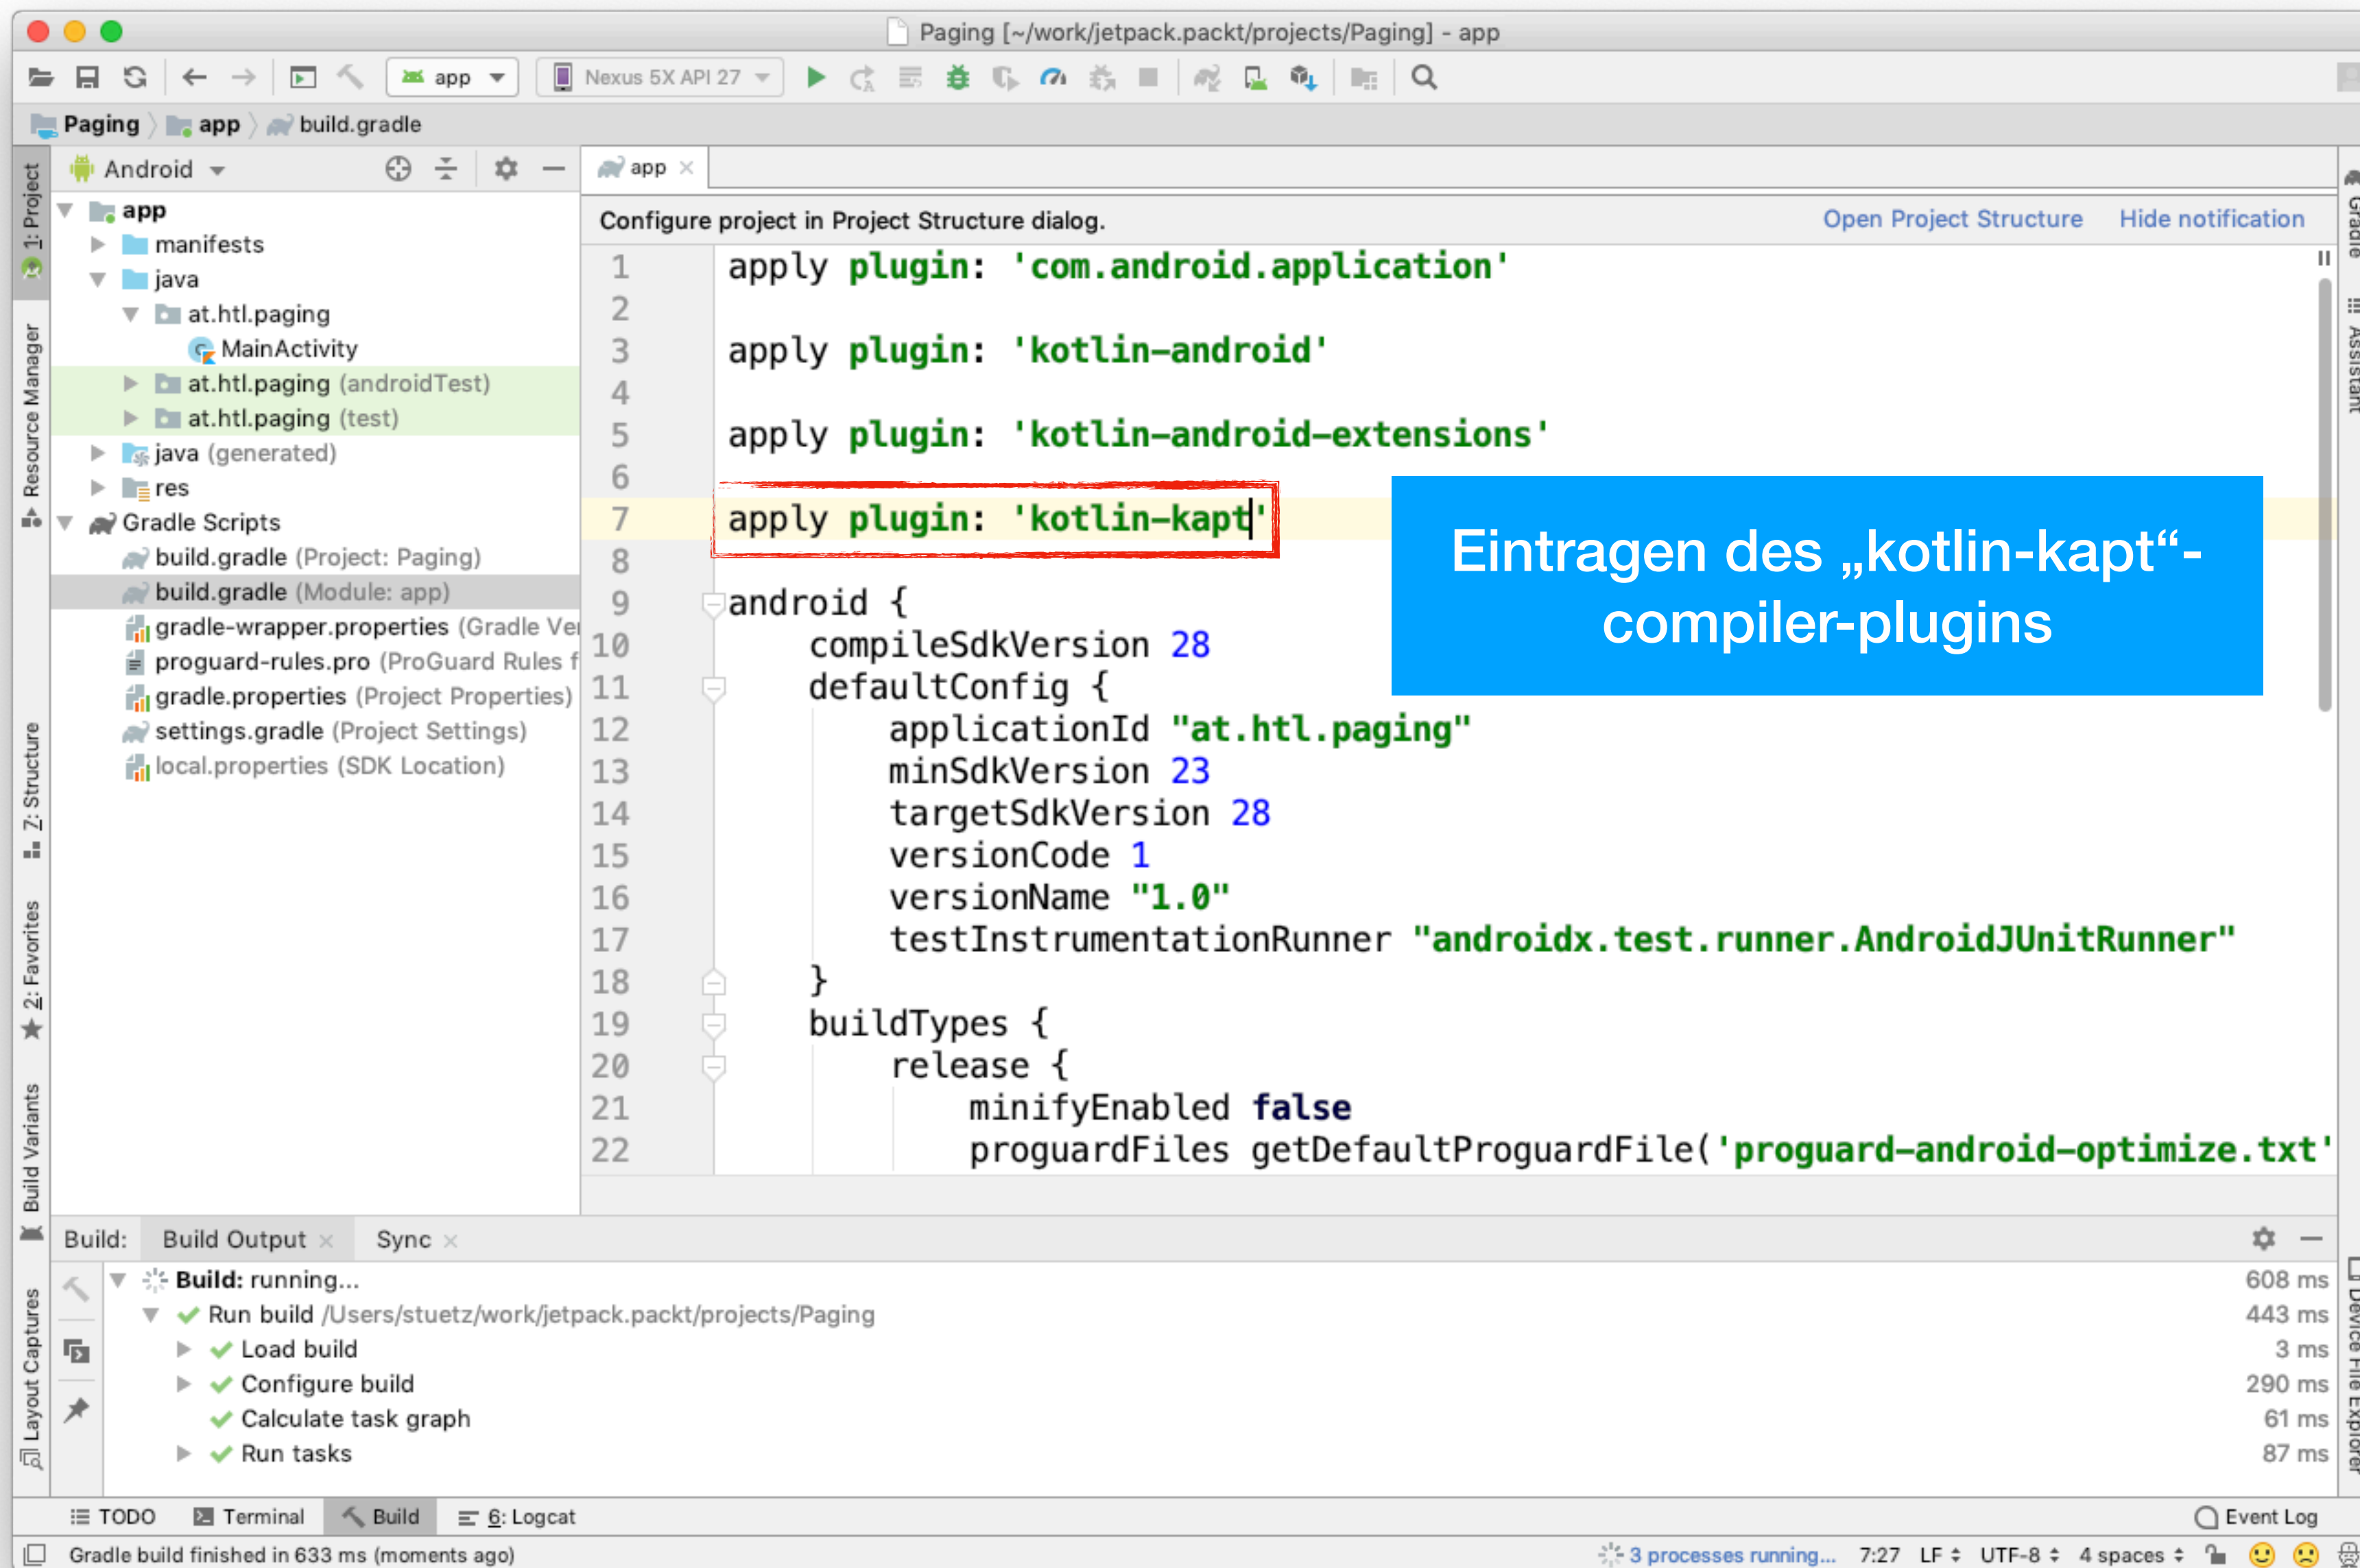 Paging [~/work/jetpack.packt/projects/Paging] - app
app
Nexus 5X API 27
Paging app build.gradle
1: Project
Resource Manager
7: Structure
2: Favorites
Build Variants
Layout Captures
Android
app
manifests
java
at.htl.paging
MainActivity
at.htl.paging (androidTest)
at.htl.paging (test)
java (generated)
res
Gradle Scripts
build.gradle (Project: Paging)
build.gradle (Module: app)
gradle-wrapper.properties (Gradle Ver
proguard-rules.pro (ProGuard Rules f
gradle.properties (Project Properties)
settings.gradle (Project Settings)
local.properties (SDK Location)
app
Configure project in Project Structure dialog. Open Project Structure Hide notification
1 apply plugin: 'com.android.application'
2
3 apply plugin: 'kotlin-android'
4
5 apply plugin: 'kotlin-android-extensions'
6
7 apply plugin: 'kotlin-kapt'
8
9 android {
10 compileSdkVersion 28
11 defaultConfig {
12 applicationId "at.htl.paging"
13 minSdkVersion 23
14 targetSdkVersion 28
15 versionCode 1
16 versionName "1.0"
17 testInstrumentationRunner "androidx.test.runner.AndroidJUnitRunner"
18 }
19 buildTypes {
20 release {
21 minifyEnabled false
22 proguardFiles getDefaultProguardFile('proguard-android-optimize.txt'
Eintragen des „kotlin-kapt“-
compiler-plugins
Gradle
Assistant
Device File Explorer
Build: Build Output Sync
Build: running... 608 ms
Run build /Users/stuetz/work/jetpack.packt/projects/Paging 443 ms
Load build 3 ms
Configure build 290 ms
Calculate task graph 61 ms
Run tasks 87 ms
TODO Terminal Build 6: Logcat Event Log
Gradle build finished in 633 ms (moments ago) 3 processes running... 7:27 LF UTF-8 4 spaces